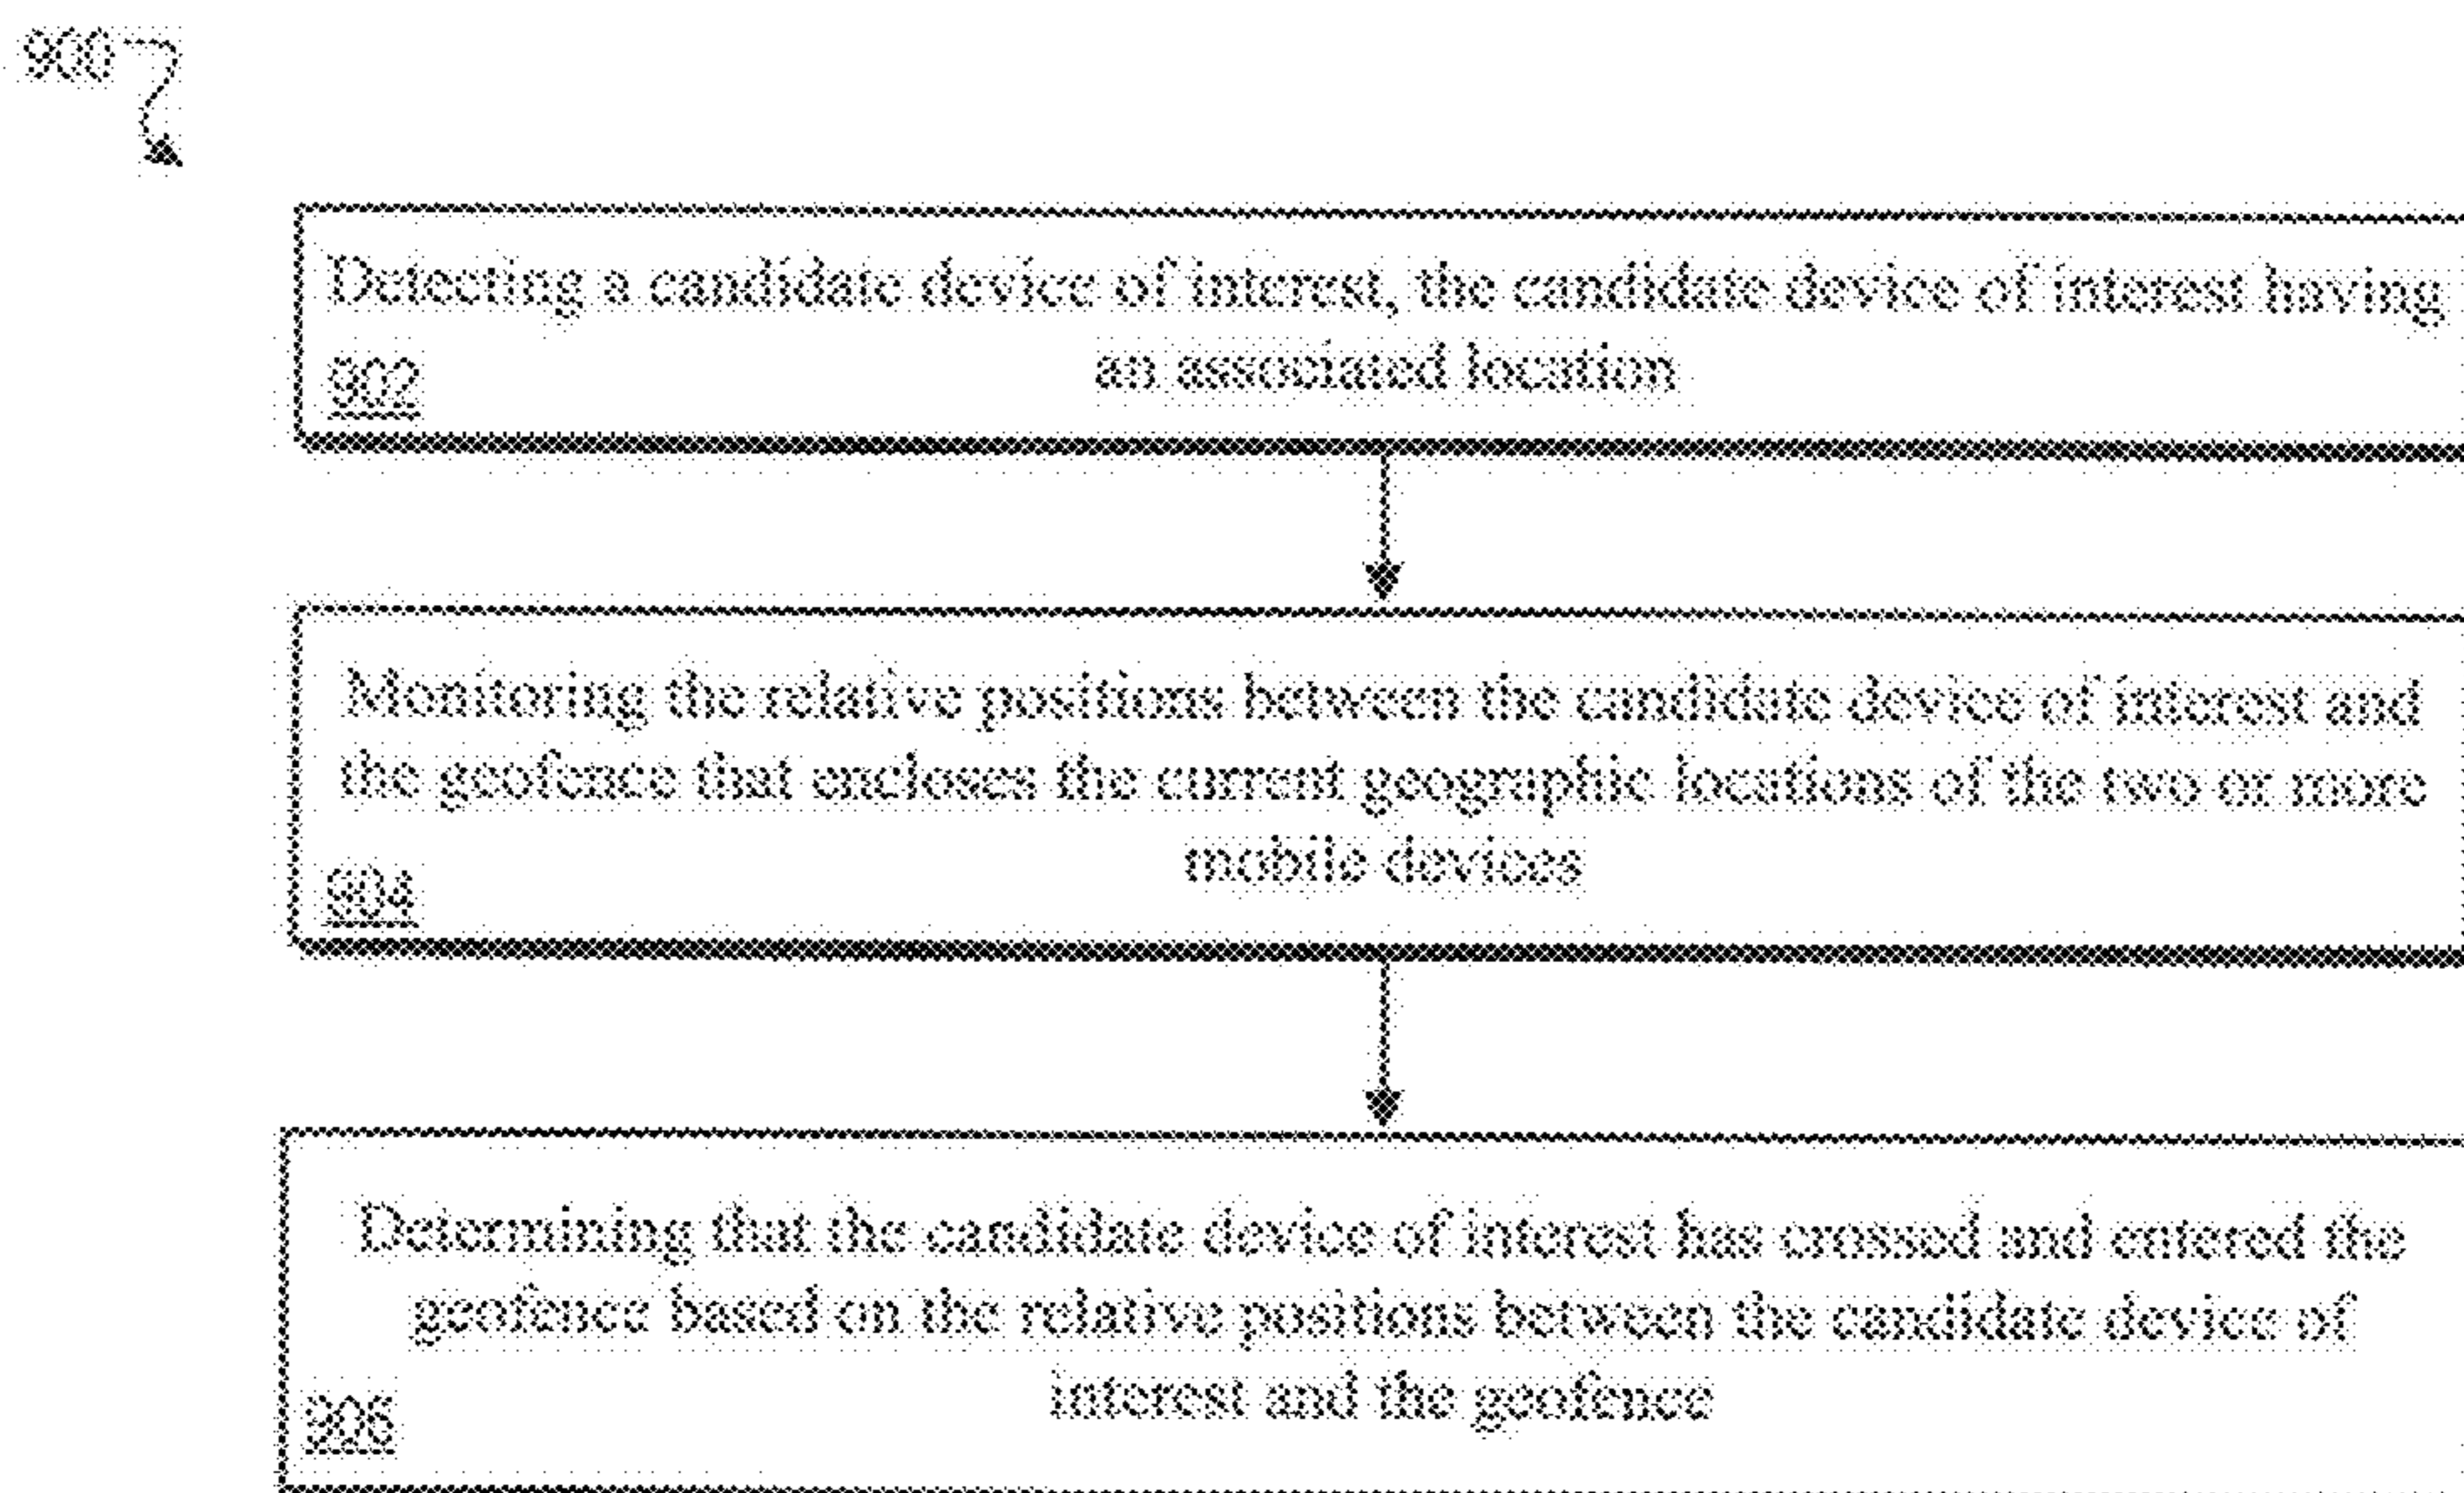 900
Detecting a candidate device of interest, the candidate device of interest having
an associated location
902
Monitoring the relative positions between the candidate device of interest and
the geofence that encloses the current geographic locations of the two or more
mobile devices
904
Determining that the candidate device of interest has crossed and entered the
geofence based on the relative positions between the candidate device of
interest and the geofence
906